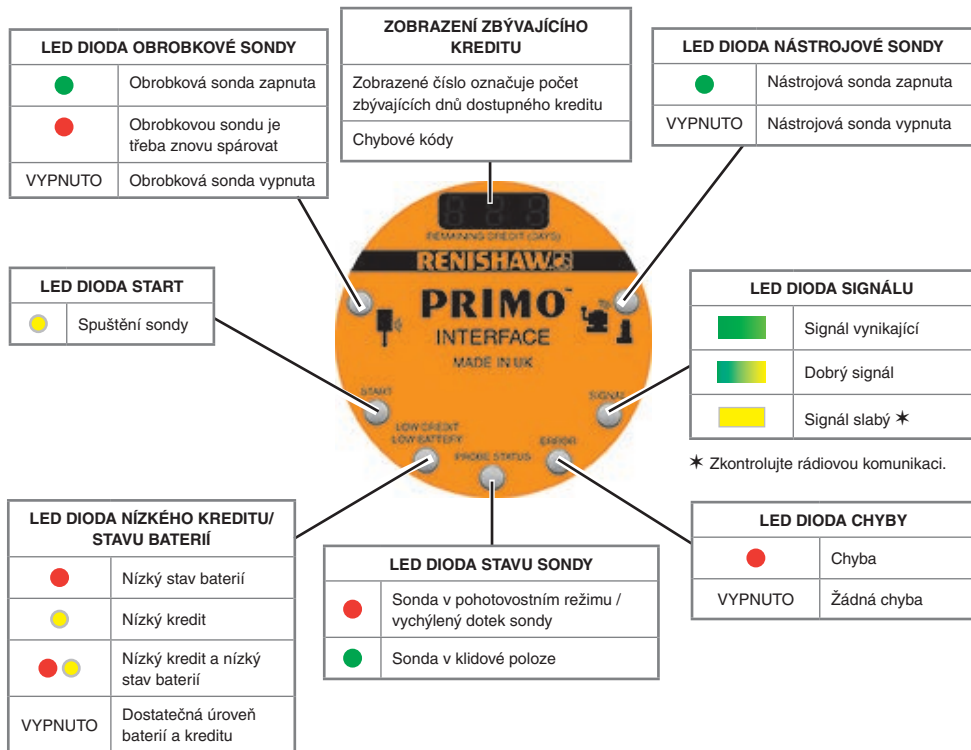 LED DIODA OBROBKOVÉ SONDY
Obrobková sonda zapnuta
Obrobkovou sondu je
třeba znovu spárovat
VYPNUTO Obrobková sonda vypnuta
ZOBRAZENÍ ZBÝVAJÍCÍHO
KREDITU
Zobrazené číslo označuje počet
zbývajících dnů dostupného kreditu
Chybové kódy
LED DIODA NÁSTROJOVÉ SONDY
Nástrojová sonda zapnuta
VYPNUTO Nástrojová sonda vypnuta
LED DIODA START
Spuštění sondy
REMAINING CREDIT (DAYS)
RENISHAW
PRIMO™
INTERFACE
MADE IN UK
START
SIGNAL
LOW CREDIT
LOW BATTERY
PROBE STATUS
ERROR
LED DIODA SIGNÁLU
Signál vynikající
Dobrý signál
Signál slabý ✶
✶ Zkontrolujte rádiovou komunikaci.
LED DIODA NÍZKÉHO KREDITU/
STAVU BATERIÍ
Nízký stav baterií
Nízký kredit
Nízký kredit a nízký
stav baterií
VYPNUTO Dostatečná úroveň
baterií a kreditu
LED DIODA STAVU SONDY
Sonda v pohotovostním režimu /
vychýlený dotek sondy
Sonda v klidové poloze
LED DIODA CHYBY
Chyba
VYPNUTO Žádná chyba